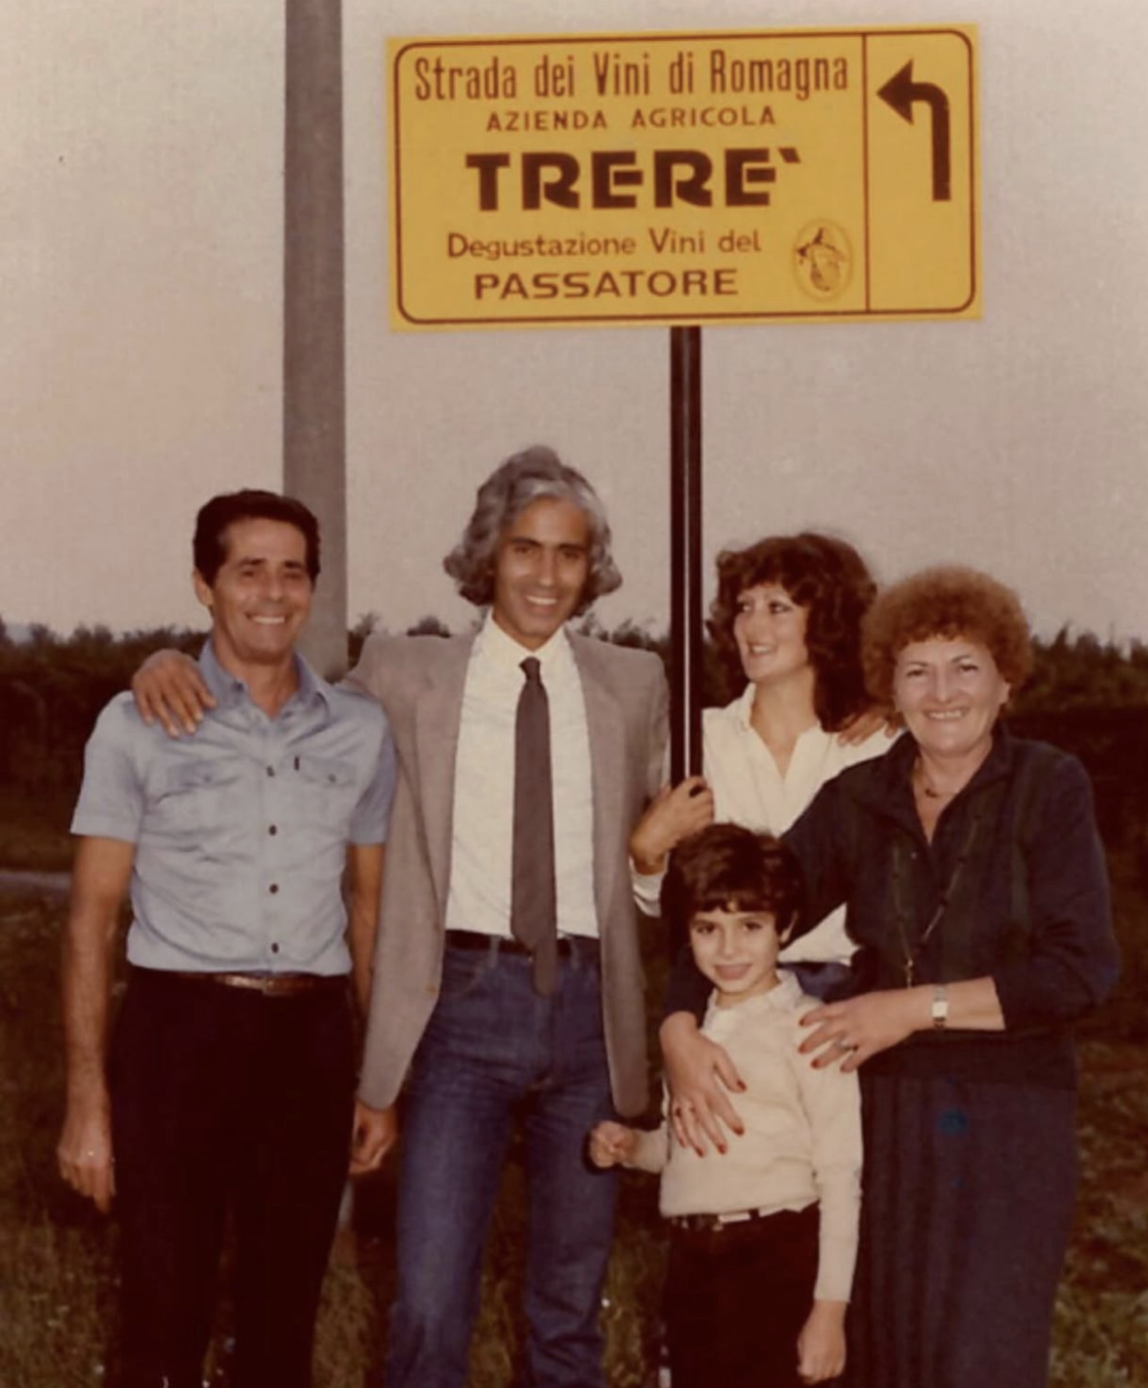 Strada dei Vini di Romagna
AZIENDA AGRICOLA
TRERE`
Degustazione Vini del
PASSATORE